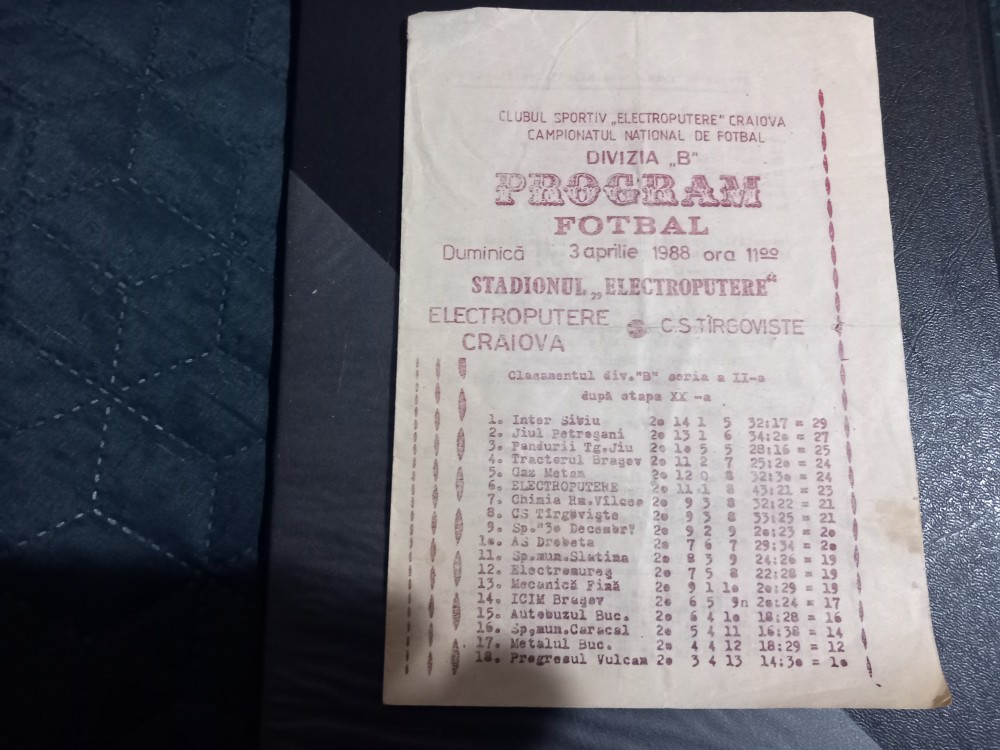 CLUBUL SPORTIV „ELECTROPUTERE" CRAIOVA
CAMPIONATUL NATIONAL DE FOTBAL
DIVIZIA „B"
PROGRAM
FOTBAL
Duminică 3 aprilie 1988 ora 11⁰⁰
STADIONUL „ELECTROPUTERE"
ELECTROPUTERE CRAIOVA C.S. TÎRGOVISTE
Clasamentul div."B" seria a II-a
după etapa XX -a
1. Inter Sibiu 2o 14 1 5 32:17 = 29
2. Jiul Petroşani 2o 13 1 6 34:2o = 27
3. Pandurii Tg.Jiu 2o 1o 5 5 28:16 = 25
4. Tractorul Braşov 2o 11 2 7 25:2o = 24
5. Gaz Metan 2o 12 0 8 32:3o = 24
6. ELECTROPUTERE 2o 11 1 8 43:21 = 23
7. Chimia Rm.Vîlcea 2o 9 3 8 32:22 = 21
8. CS Tîrgovişte 2o 9 3 8 33:25 = 21
9. Sp."3o Decembr" 2o 9 2 9 2o:23 = 2o
1o. AS Drobeta 2o 7 6 7 29:34 = 2o
11. Sp.mun.Slatina 2o 8 3 9 24:26 = 19
12. Electromureş 2o 7 5 8 22:28 = 19
13. Mecanică Fină 2o 9 1 1o 2o:29 = 19
14. ICIM Braşov 2o 6 5 9n 2o:24 = 17
15. Autobuzul Buc. 2o 6 4 1o 18:28 = 16
16. Sp.mun.Caracal 2o 5 4 11 16:38 = 14
17. Metalul Buc. 2o 4 4 12 18:29 = 12
18. Progresul Vulcan 2o 3 4 13 14:3o = 1o